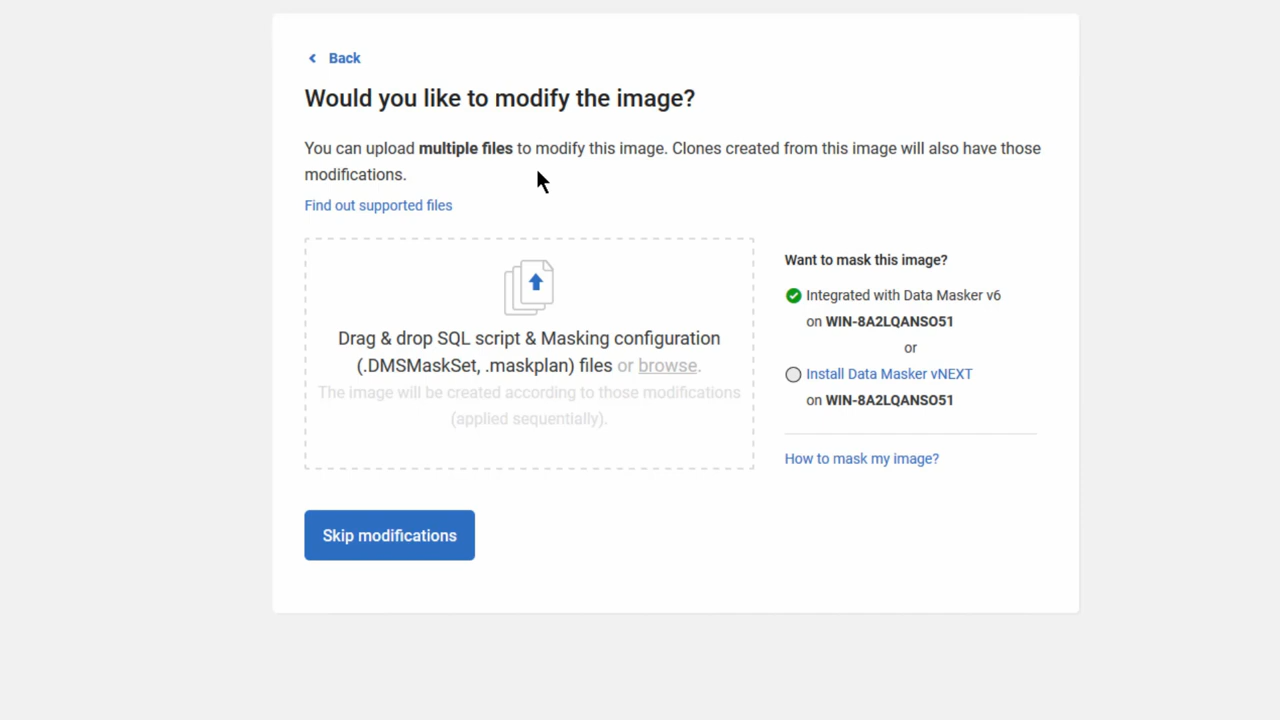 Back
Would you like to modify the image?
You can upload multiple files to modify this image. Clones created from this image will also have those
modifications.
Find out supported files
Drag & drop SQL script & Masking configuration
(.DMSMaskSet, .maskplan) files or browse.
The image will be created according to those modifications
(applied sequentially).
Want to mask this image?
Integrated with Data Masker v6
on WIN-8A2LQANSO51
or
Install Data Masker vNEXT
on WIN-8A2LQANSO51
How to mask my image?
Skip modifications